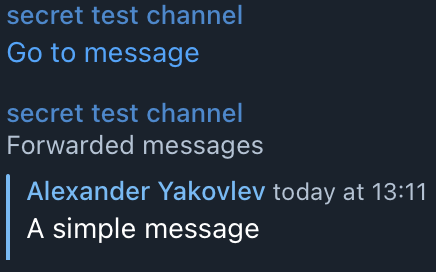 secret test channel
Go to message
secret test channel
Forwarded messages
Alexander Yakovlev today at 13:11
A simple message